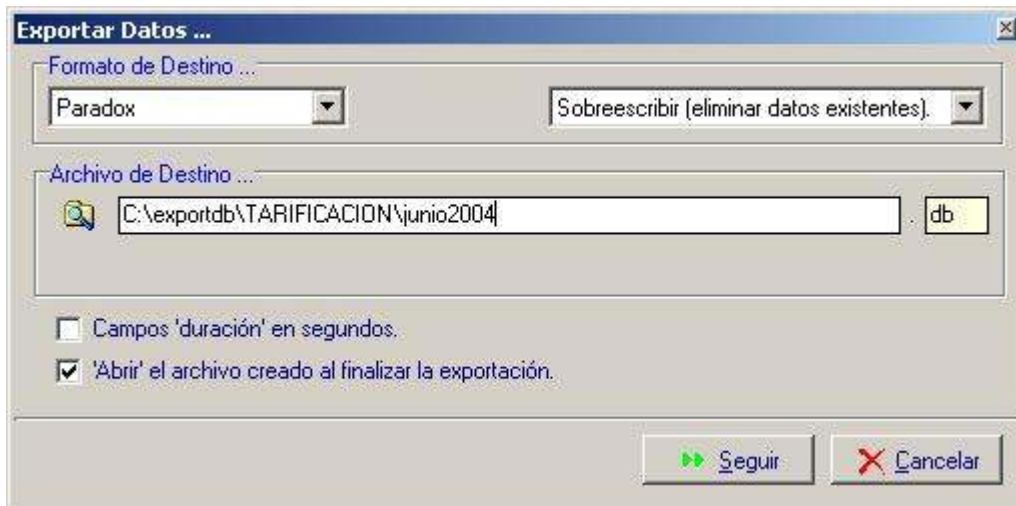 Exportar Datos ...
Formato de Destino ...
Paradox Sobreescribir (eliminar datos existentes).
Archivo de Destino ...
C:\exportdb\TARIFICACION\junio2004 . db
Campos 'duración' en segundos.
'Abrir' el archivo creado al finalizar la exportación.
Seguir Cancelar